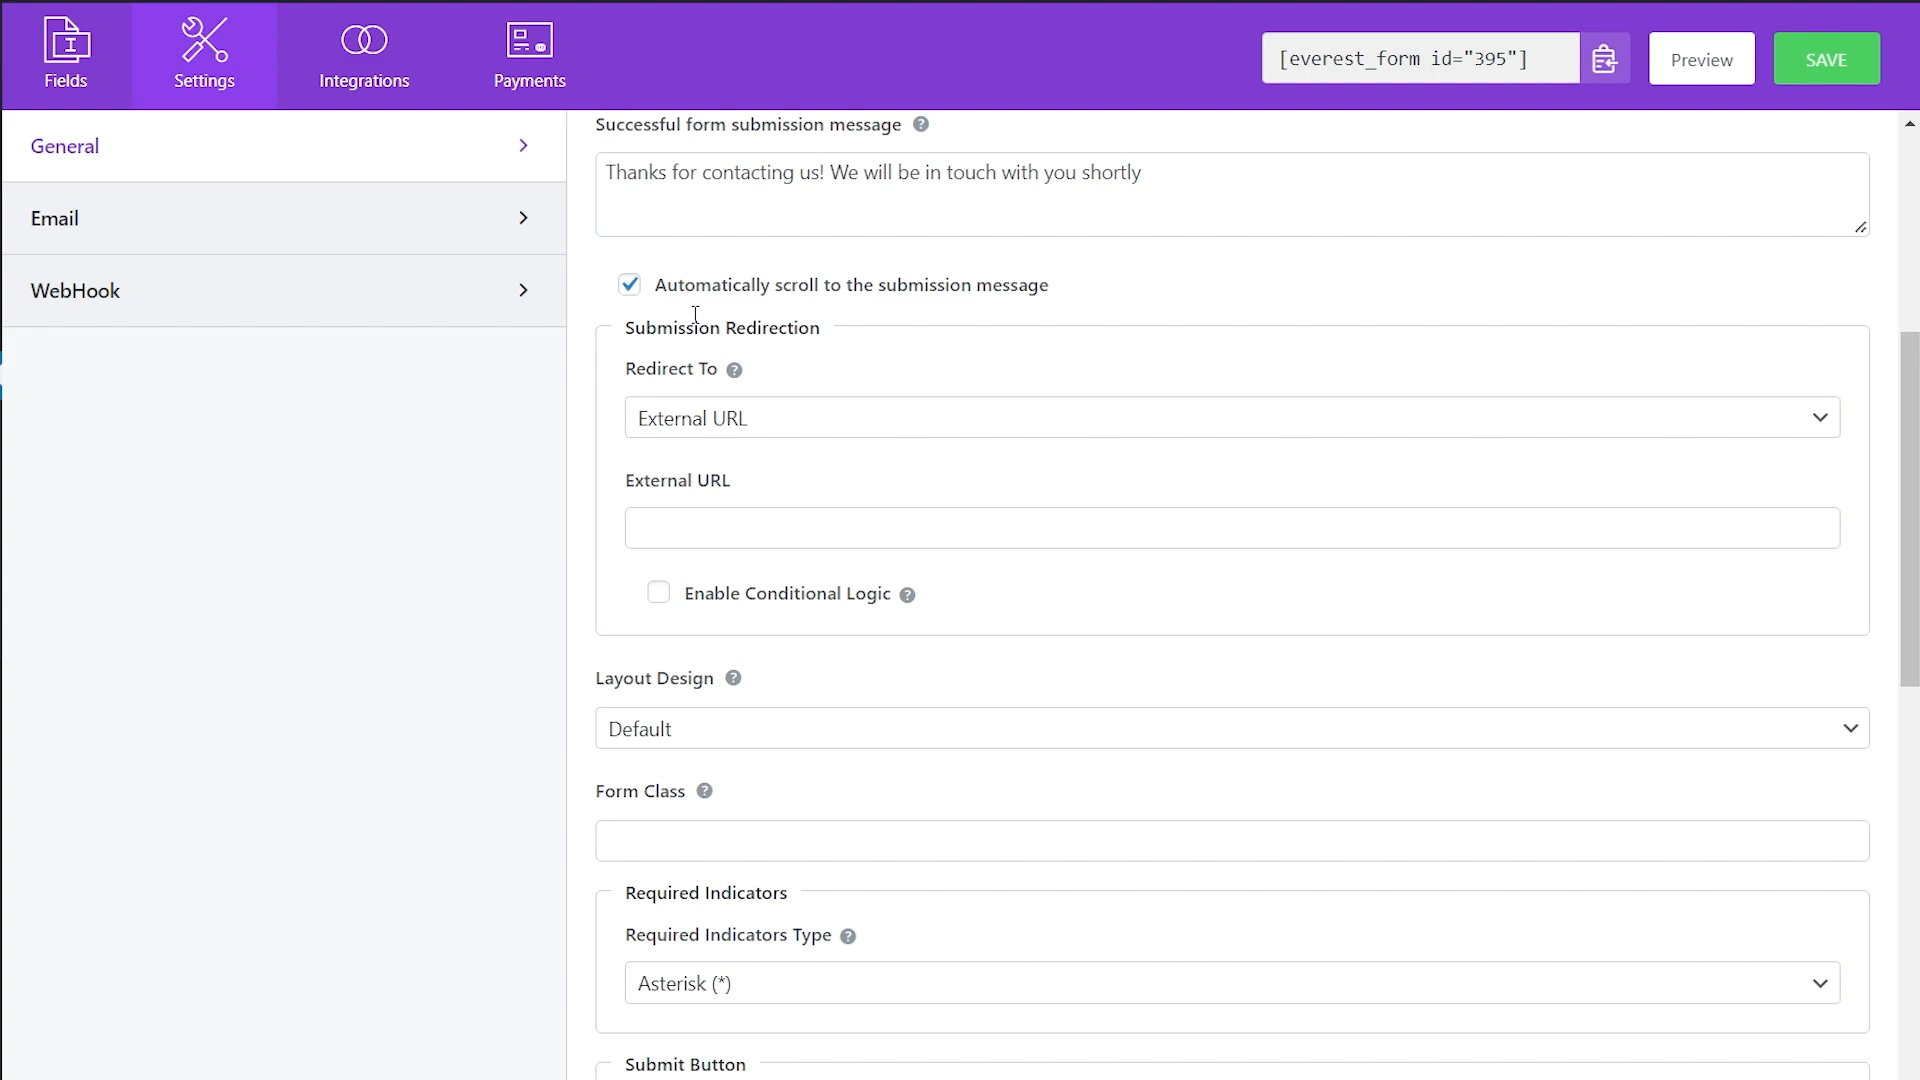 Fields
Settings
Integrations
Payments
[everest_form id="395"]
Preview
SAVE
General
Email
WebHook
Successful form submission message
Thanks for contacting us! We will be in touch with you shortly
Automatically scroll to the submission message
Submission Redirection
Redirect To
External URL
External URL
Enable Conditional Logic
Layout Design
Default
Form Class
Required Indicators
Required Indicators Type
Asterisk (*)
Submit Button